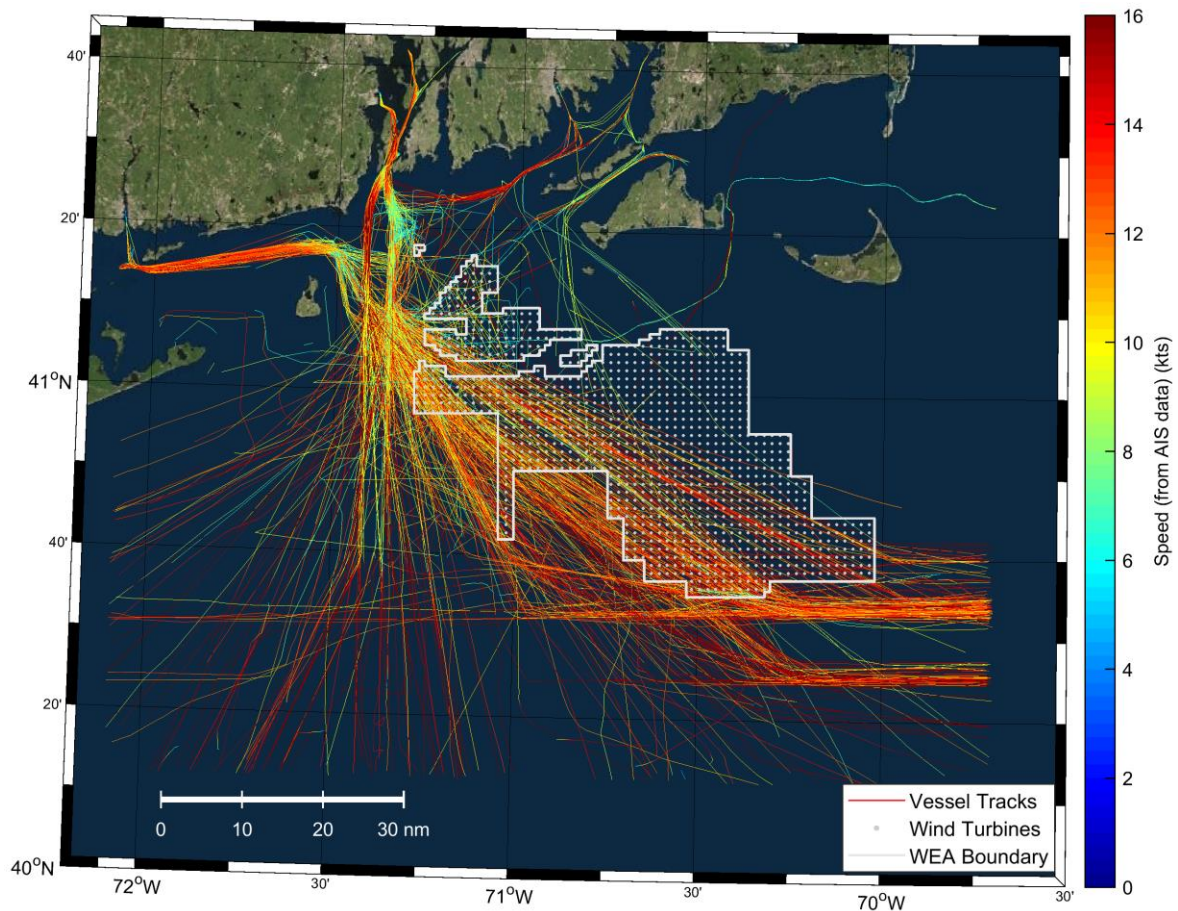 40'
20'
41°N
40'
20'
40°N
72°W
30'
71°W
30'
70°W
30'
0 10 20 30 nm
Vessel Tracks
Wind Turbines
WEA Boundary
16
14
12
10
8
6
4
2
0
Speed (from AIS data) (kts)